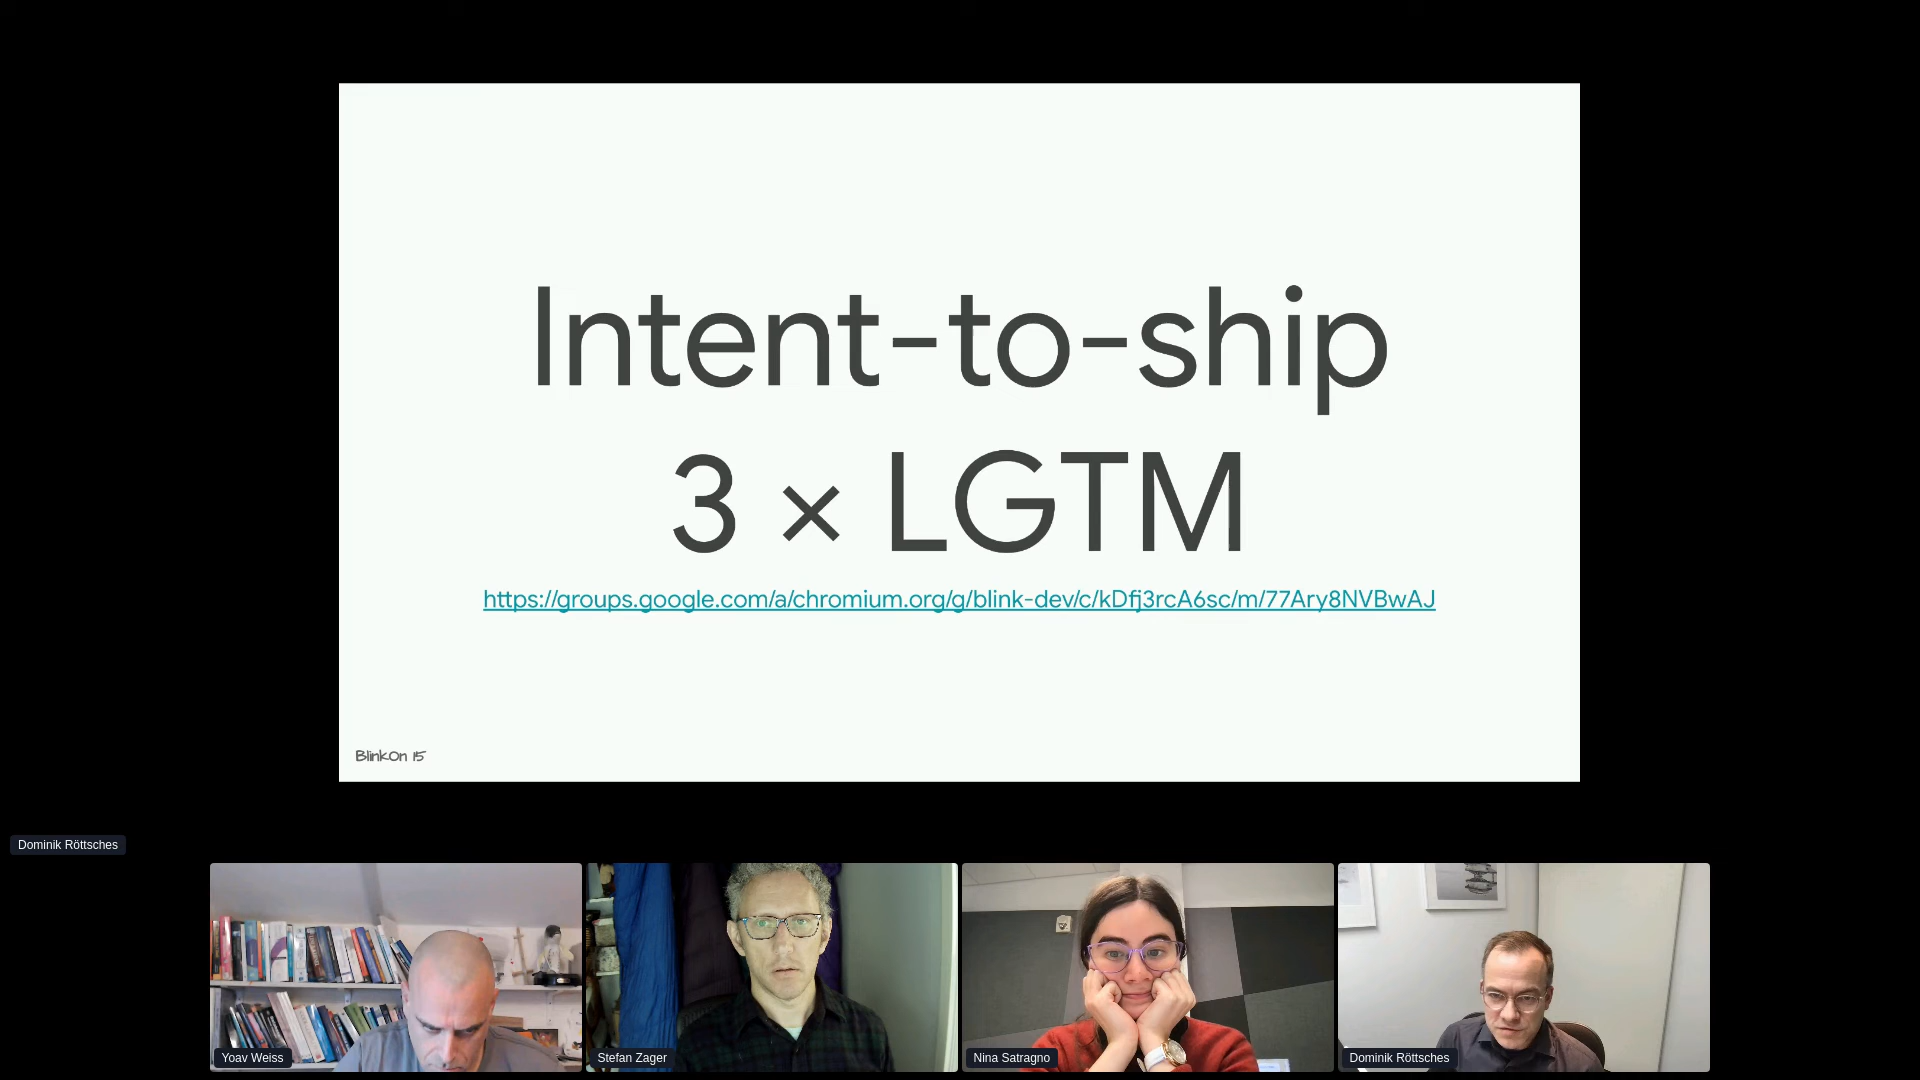 Intent-to-ship
3 × LGTM
https://groups.google.com/a/chromium.org/g/blink-dev/c/kDfj3rcA6sc/m/77Ary8NVBwAJ
BlinkOn 15
Dominik Röttsches
Yoav Weiss
Stefan Zager
Nina Satragno
Dominik Röttsches